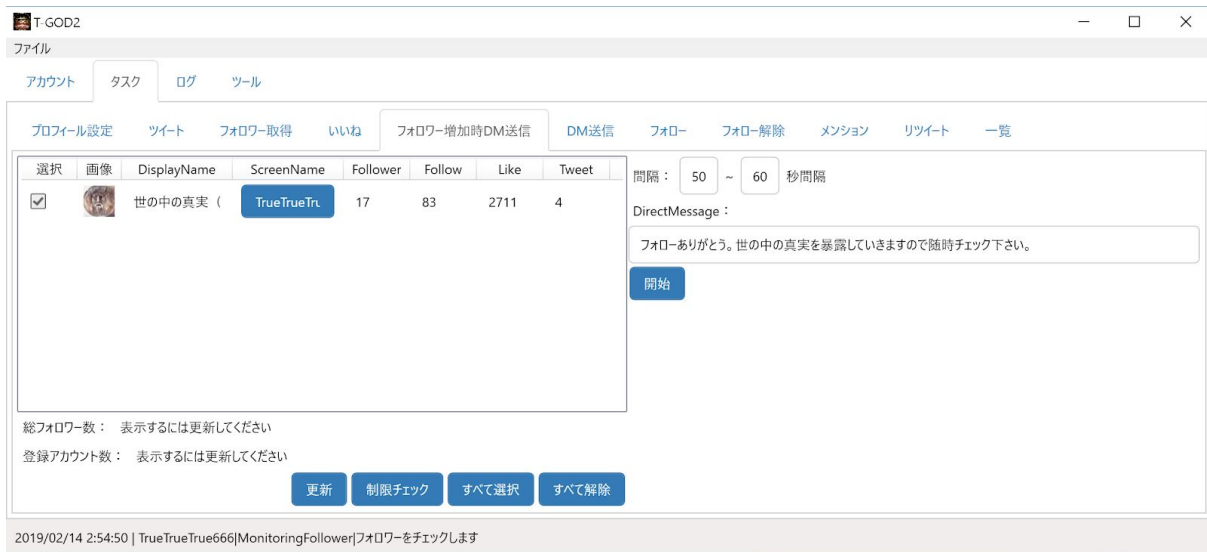 T-GOD2
ファイル
アカウント タスク ログ ツール
プロフィール設定 ツイート フォロワー取得 いいね フォロワー増加時DM送信 DM送信 フォロー フォロー解除 メンション リツイート 一覧
選択 画像 DisplayName ScreenName Follower Follow Like Tweet
世の中の真実 ( TrueTrueTru 17 83 2711 4
間隔： 50 ~ 60 秒間隔
DirectMessage：
フォローありがとう。世の中の真実を暴露していきますので随時チェック下さい。
開始
総フォロワー数： 表示するには更新してください
登録アカウント数： 表示するには更新してください
更新 制限チェック すべて選択 すべて解除
2019/02/14 2:54:50 | TrueTrueTrue666|MonitoringFollower|フォロワーをチェックします